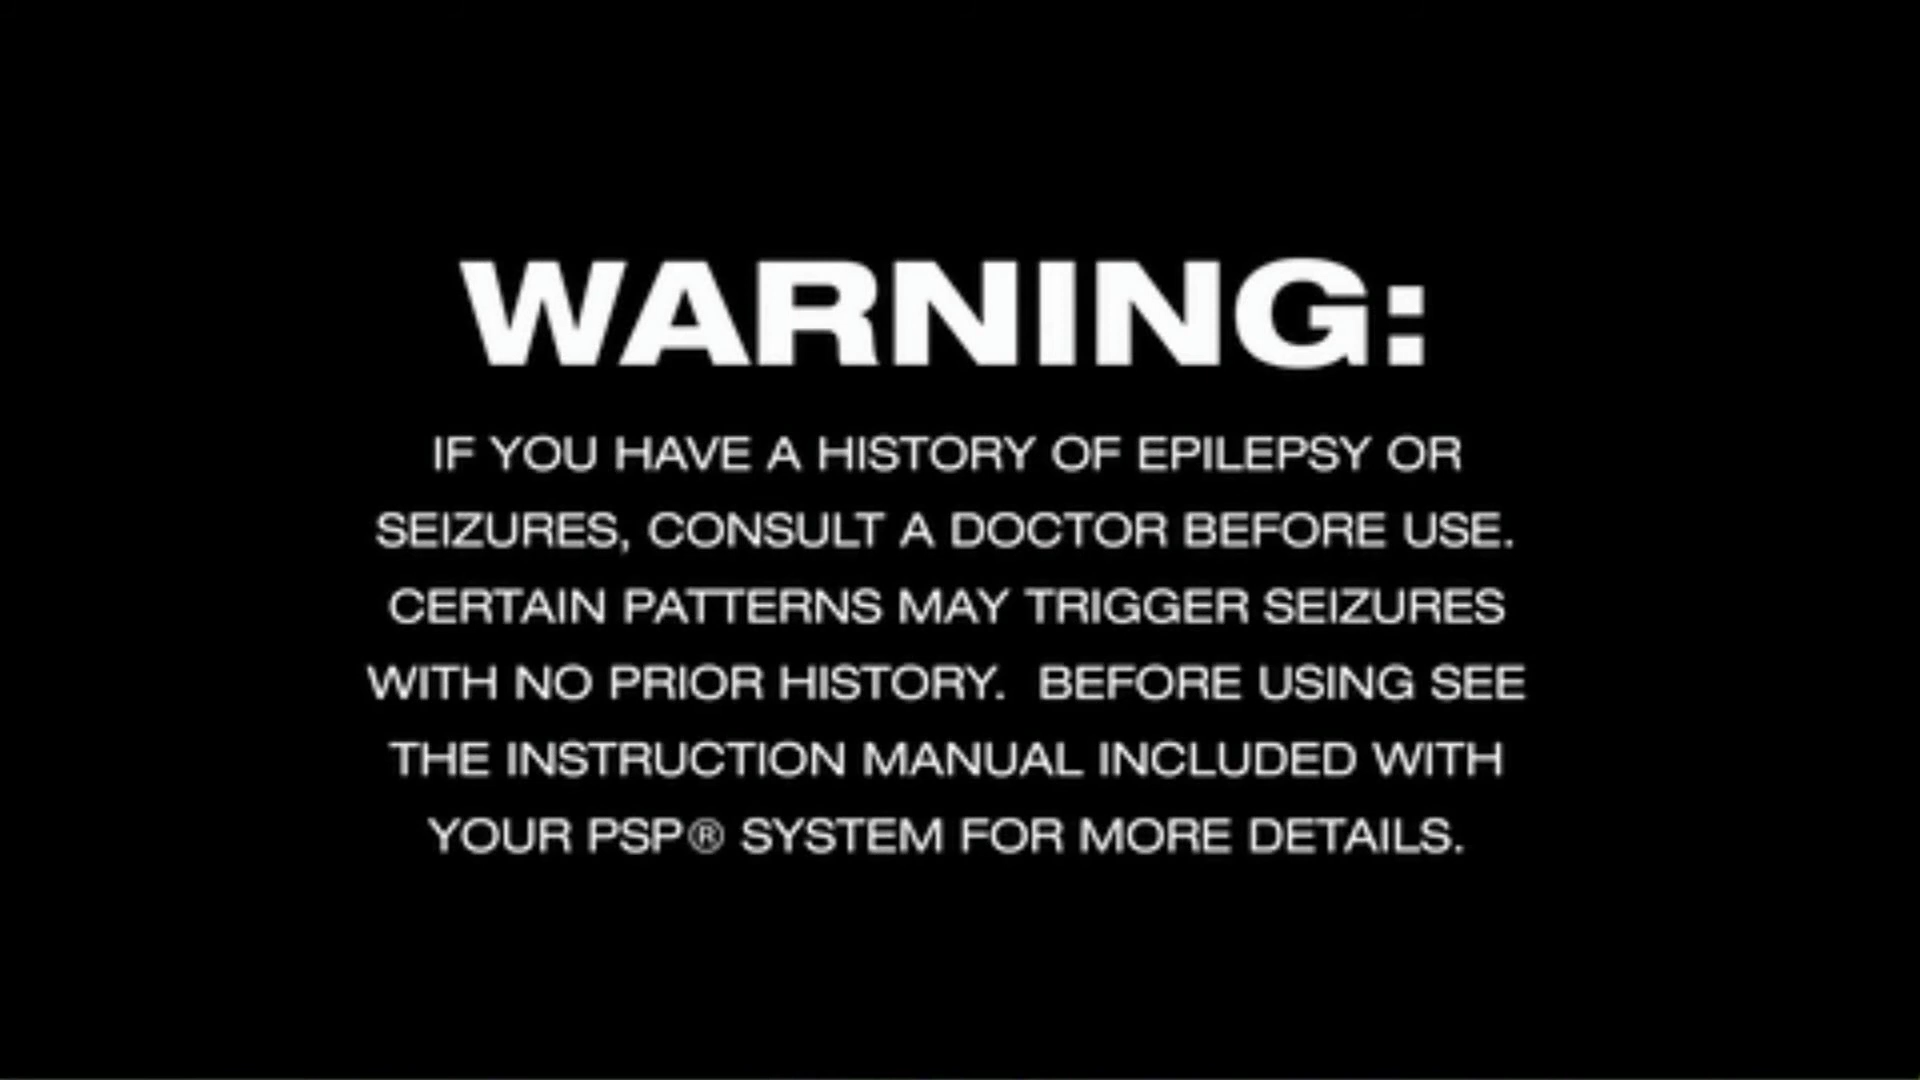 WARNING:
IF YOU HAVE A HISTORY OF EPILEPSY OR
SEIZURES, CONSULT A DOCTOR BEFORE USE.
CERTAIN PATTERNS MAY TRIGGER SEIZURES
WITH NO PRIOR HISTORY.  BEFORE USING SEE
THE INSTRUCTION MANUAL INCLUDED WITH
YOUR PSP® SYSTEM FOR MORE DETAILS.